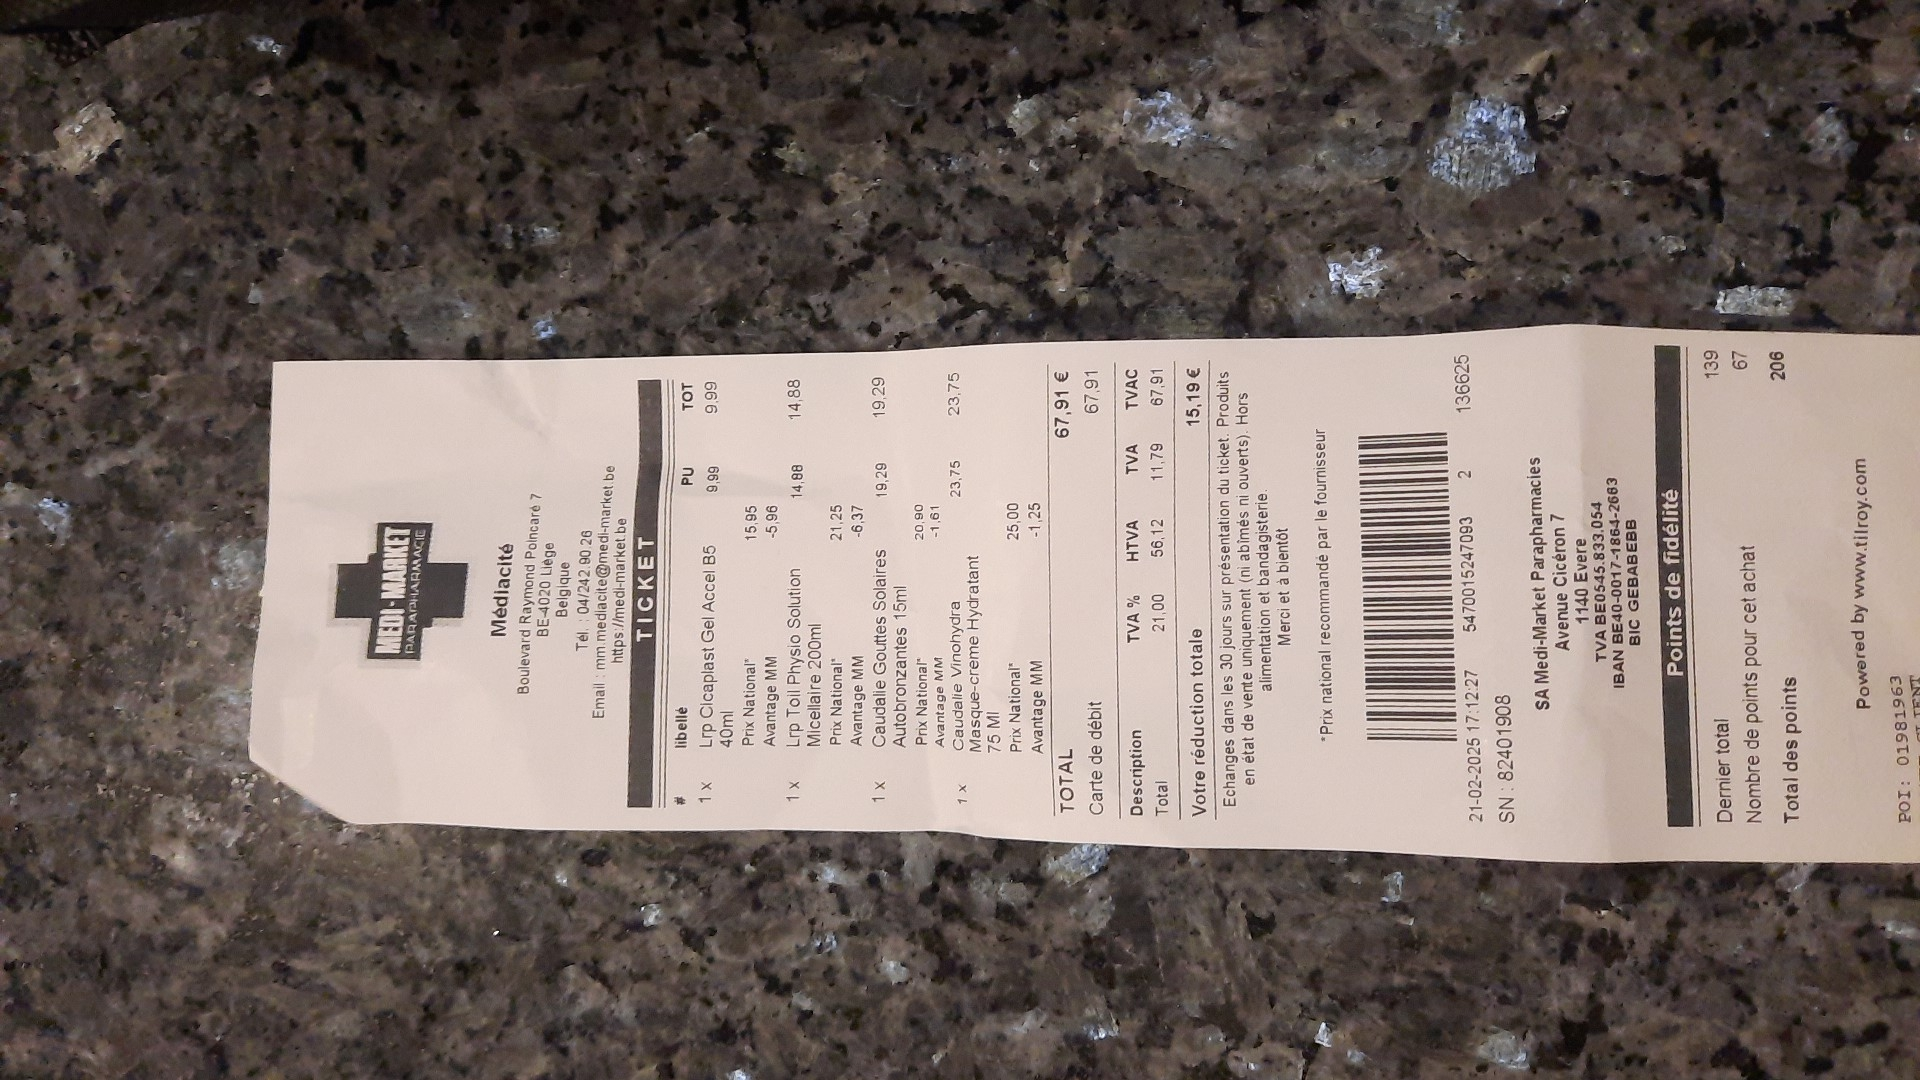 MEDI-MARKET
PARAPHARMACIE
Médiacité
Boulevard Raymond Poincaré 7
BE-4020 Liège
Belgique
Tél. : 04/242.90.26
Email : mm.mediacite@medi-market.be
https://medi-market.be
TICKET
# libellé PU TOT
1 x Lrp Cicaplast Gel Accel B5 9,99 9,99
40ml
Prix National* 15,95
Avantage MM -5,96
1 x Lrp Toll Physio Solution 14,88 14,88
Micellaire 200ml
Prix National* 21,25
Avantage MM -6,37
1 x Caudalie Gouttes Solaires 19,29 19,29
Autobronzantes 15ml
Prix National* 20,90
Avantage MM -1,61
1 x Caudalie Vinohydra 23,75 23,75
Masque-creme Hydratant
75 Ml
Prix National* 25,00
Avantage MM -1,25
TOTAL 67,91 €
Carte de débit 67,91
Description TVA % HTVA TVA TVAC
Total 21,00 56,12 11,79 67,91
Votre réduction totale 15,19 €
Echanges dans les 30 jours sur présentation du ticket. Produits
en état de vente uniquement (ni abîmés ni ouverts). Hors
alimentation et bandagisterie.
Merci et à bientôt
*Prix national recommandé par le fournisseur
21-02-2025 17:12:27 5470015247093 2 136625
SN : 82401908
SA Medi-Market Parapharmacies
Avenue Cicéron 7
1140 Evere
TVA BE0545.833.054
IBAN BE40-0017-1864-2663
BIC GEBABEBB
Points de fidélité
Dernier total 139
Nombre de points pour cet achat 67
Total des points 206
Powered by www.tilroy.com
POI: 01981963